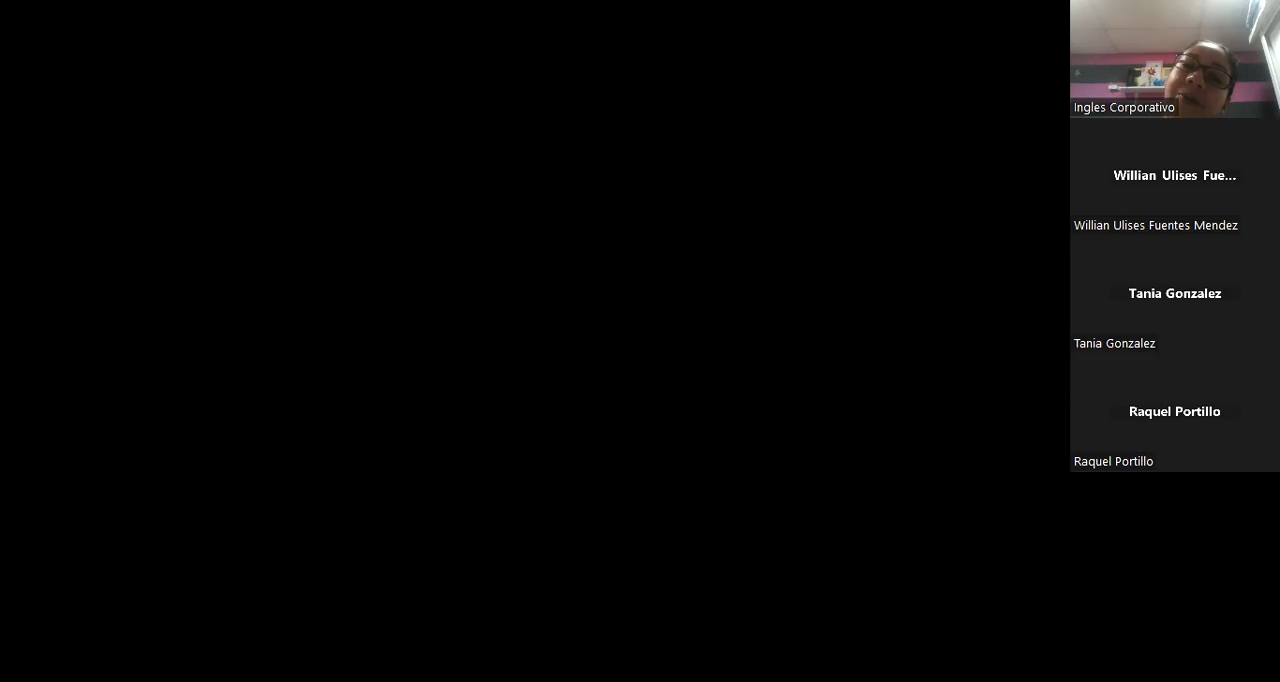 Ingles Corporativo
Willian Ulises Fue...
Willian Ulises Fuentes Mendez
Tania Gonzalez
Tania Gonzalez
Raquel Portillo
Raquel Portillo